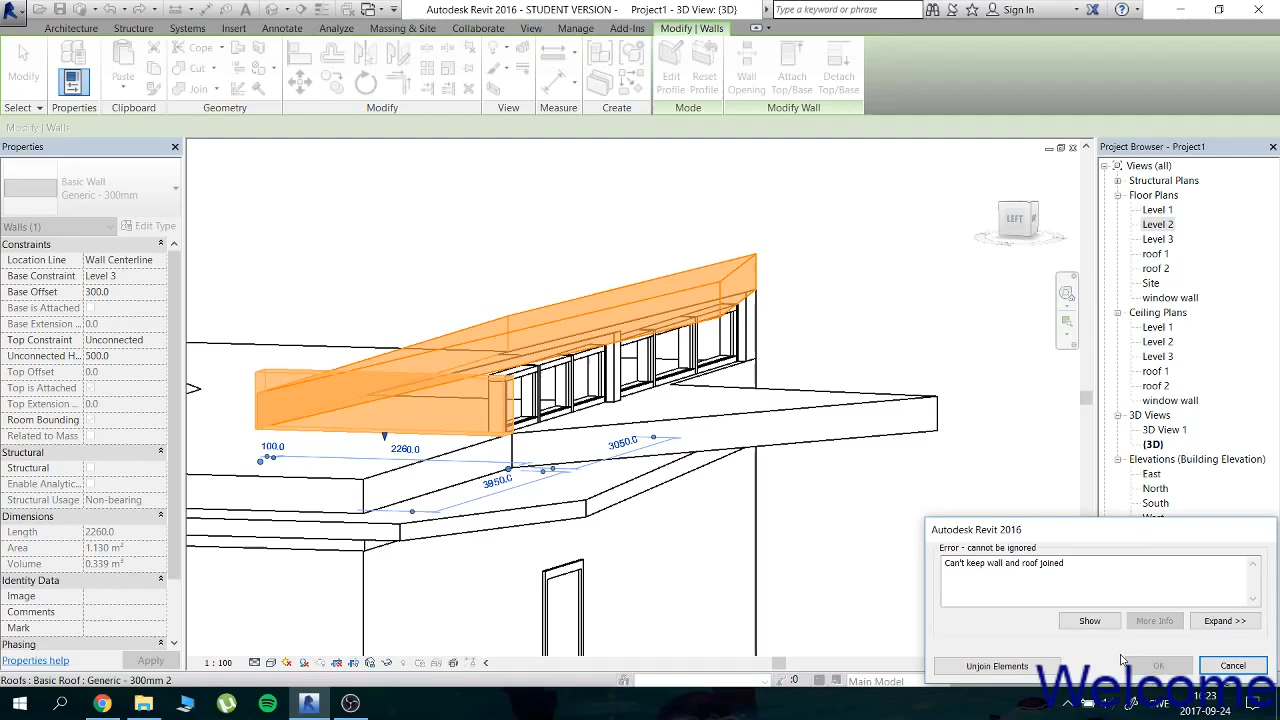 Autodesk Revit 2016 - STUDENT VERSION - Project1 - 3D View: {3D}
Type a keyword or phrase
Sign In
Architecture Structure Systems Insert Annotate Analyze Massing & Site Collaborate View Manage Add-Ins Modify | Walls
Modify
Paste
Cope
Cut
Join
Edit Profile
Reset Profile
Wall Opening
Attach Top/Base
Detach Top/Base
Select Properties Clipboard Geometry Modify View Measure Create Mode Modify Wall
Modify | Walls
Properties
Basic Wall
Generic - 300mm
Walls (1)
Edit Type
Constraints
Location Line Wall Centerline
Base Constraint Level 3
Base Offset 300.0
Base is Attached
Base Extension ... 0.0
Top Constraint Unconnected
Unconnected H... 500.0
Top Offset 0.0
Top is Attached
Top Extension ... 0.0
Room Bounding
Related to Mass
Structural
Structural
Enable Analytic...
Structural Usage Non-bearing
Dimensions
Length 2260.0
Area 1.130 m²
Volume 0.339 m³
Identity Data
Image
Comments
Mark
Phasing
Properties help
Apply
LEFT
100.0
2260.0
3050.0
3950.0
Project Browser - Project1
Views (all)
Structural Plans
Floor Plans
Level 1
Level 2
Level 3
roof 1
roof 2
Site
window wall
Ceiling Plans
Level 1
Level 2
Level 3
roof 1
roof 2
window wall
3D Views
3D View 1
{3D}
Elevations (Building Elevation)
East
North
South
Autodesk Revit 2016
Error - cannot be ignored
Can't keep wall and roof joined
Show
More Info
Expand >>
Unjoin Elements
OK
Cancel
1 : 100
Roofs : Basic Roof : Generic - 300mm 2
:0
Main Model
Welcome
16:23
2017-09-24